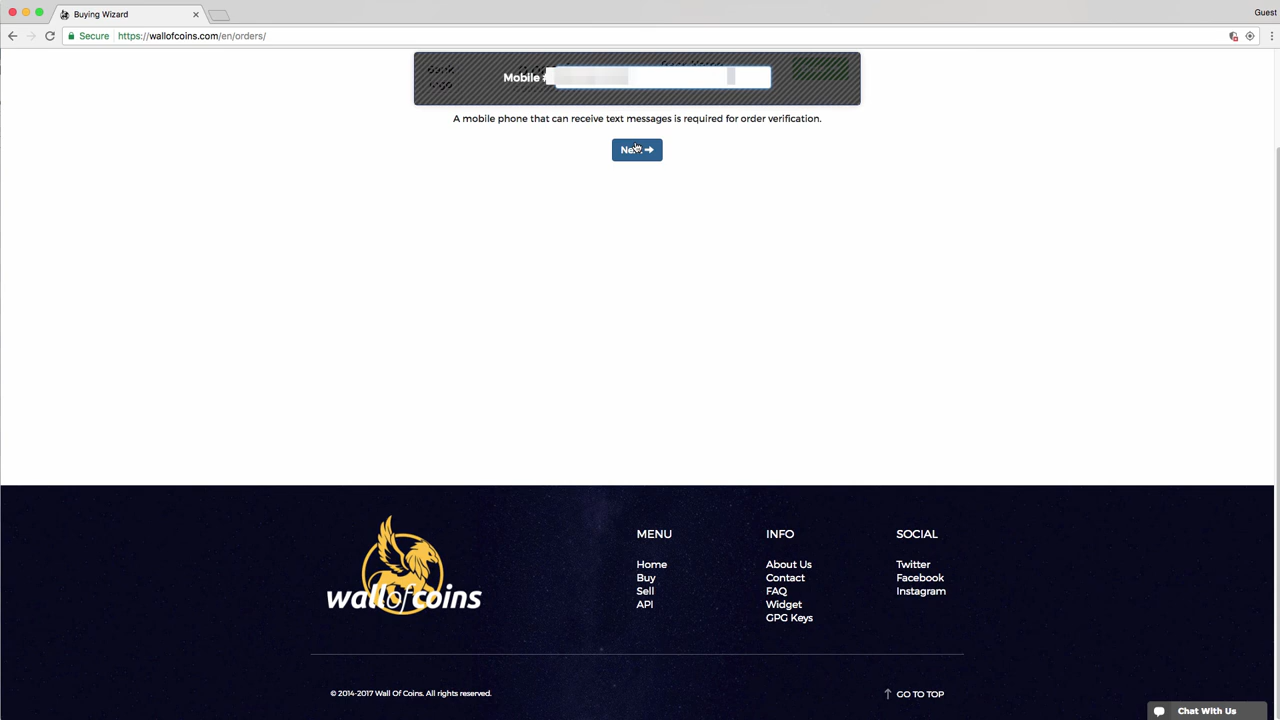 Buying Wizard
Guest
Secure
https://wallofcoins.com/en/orders/
Mobile #
A mobile phone that can receive text messages is required for order verification.
MENU
Home
Buy
Sell
API
INFO
About Us
Contact
FAQ
Widget
GPG Keys
SOCIAL
Twitter
Facebook
Instagram
wallofcoins
© 2014-2017 Wall Of Coins. All rights reserved.
GO TO TOP
Chat With Us